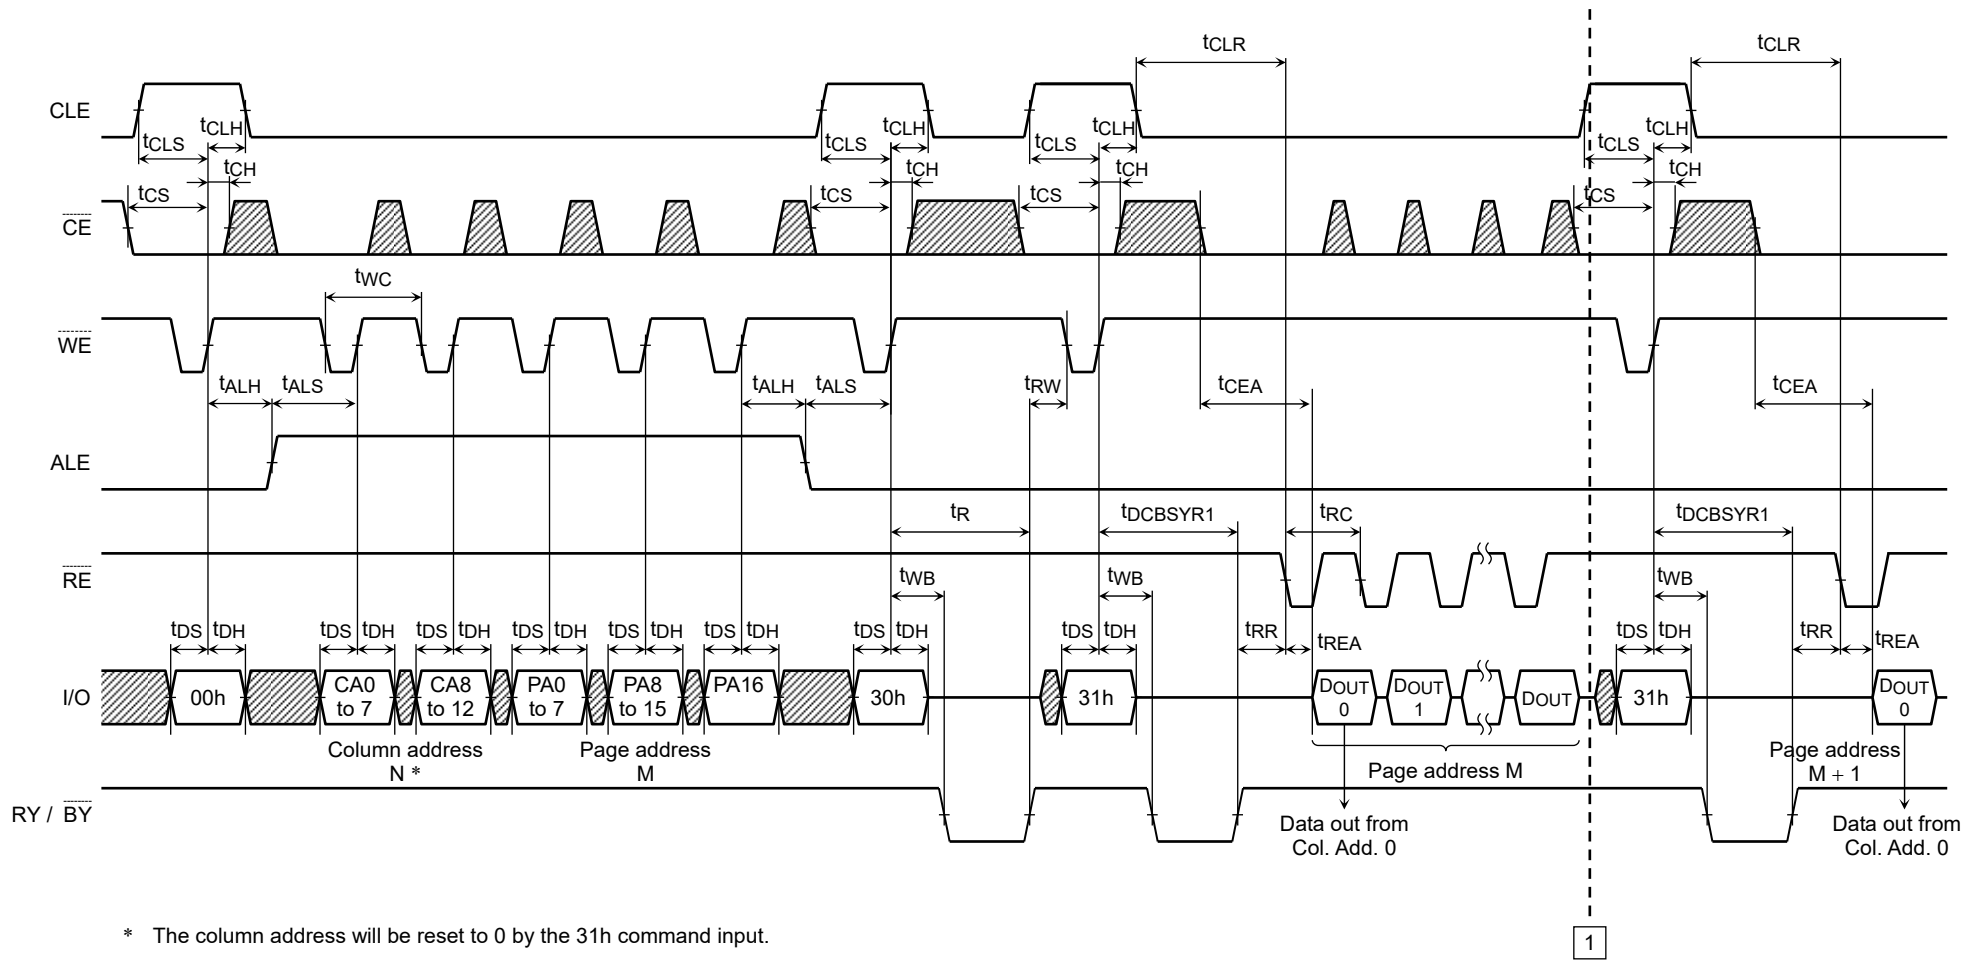 tCLR tCLR
CLE
tCLS tCLH tCLS tCLH tCLS tCLH tCLS tCLH
tCH tCH tCH tCH
tCS tCS tCS tCS
CE
tWC
WE
tALH tALS tALH tALS tRW tCEA tCEA
ALE
tR tDCBSYR1 tRC tDCBSYR1
RE
tWB tWB tWB
tDS tDH tDS tDH tDS tDH tDS tDH tDS tDH tDS tDH tDS tDH tDS tDH tRR tREA tDS tDH tRR tREA
I/O
00h
CA0
to 7
CA8
to 12
PA0
to 7
PA8
to 15
PA16
30h
31h
DOUT
0
DOUT
1
DOUT
31h
DOUT
0
Column address
N *
Page address
M
Page address M
Page address
M + 1
RY / BY
Data out from
Col. Add. 0
Data out from
Col. Add. 0
* The column address will be reset to 0 by the 31h command input.
1